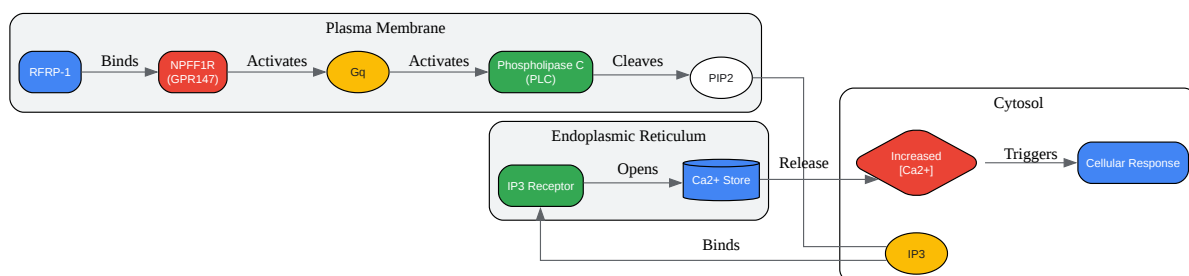 Plasma Membrane
RFRP-1
Binds
NPFF1R
(GPR147)
Activates
Gq
Activates
Phospholipase C
(PLC)
Cleaves
PIP2
Cytosol
Endoplasmic Reticulum
IP3 Receptor
Opens
Ca2+ Store
Release
Increased
[Ca2+]
Triggers
Cellular Response
Binds
IP3